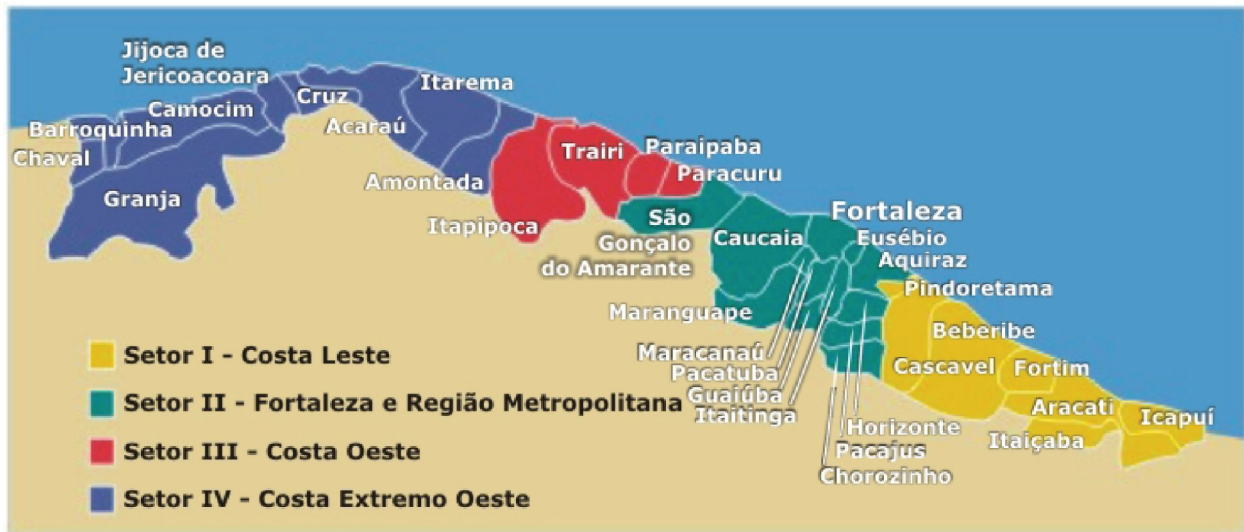 Jijoca de
Jericoacoara
Itarema
Cruz
Camocim
Acaraú
Barroquinha
Chaval
Granja
Amontada
Itapipoca
Trairi
Paraipaba
Paracuru
São
Gonçalo
do Amarante
Caucaia
Fortaleza
Eusébio
Aquiraz
Pindoretama
Maranguape
Maracanaú
Pacatuba
Guaiúba
Itaitinga
Beberibe
Cascavel
Fortim
Aracati
Icapuí
Itaiçaba
Horizonte
Pacajus
Chorozinho
Setor I - Costa Leste
Setor II - Fortaleza e Região Metropolitana
Setor III - Costa Oeste
Setor IV - Costa Extremo Oeste